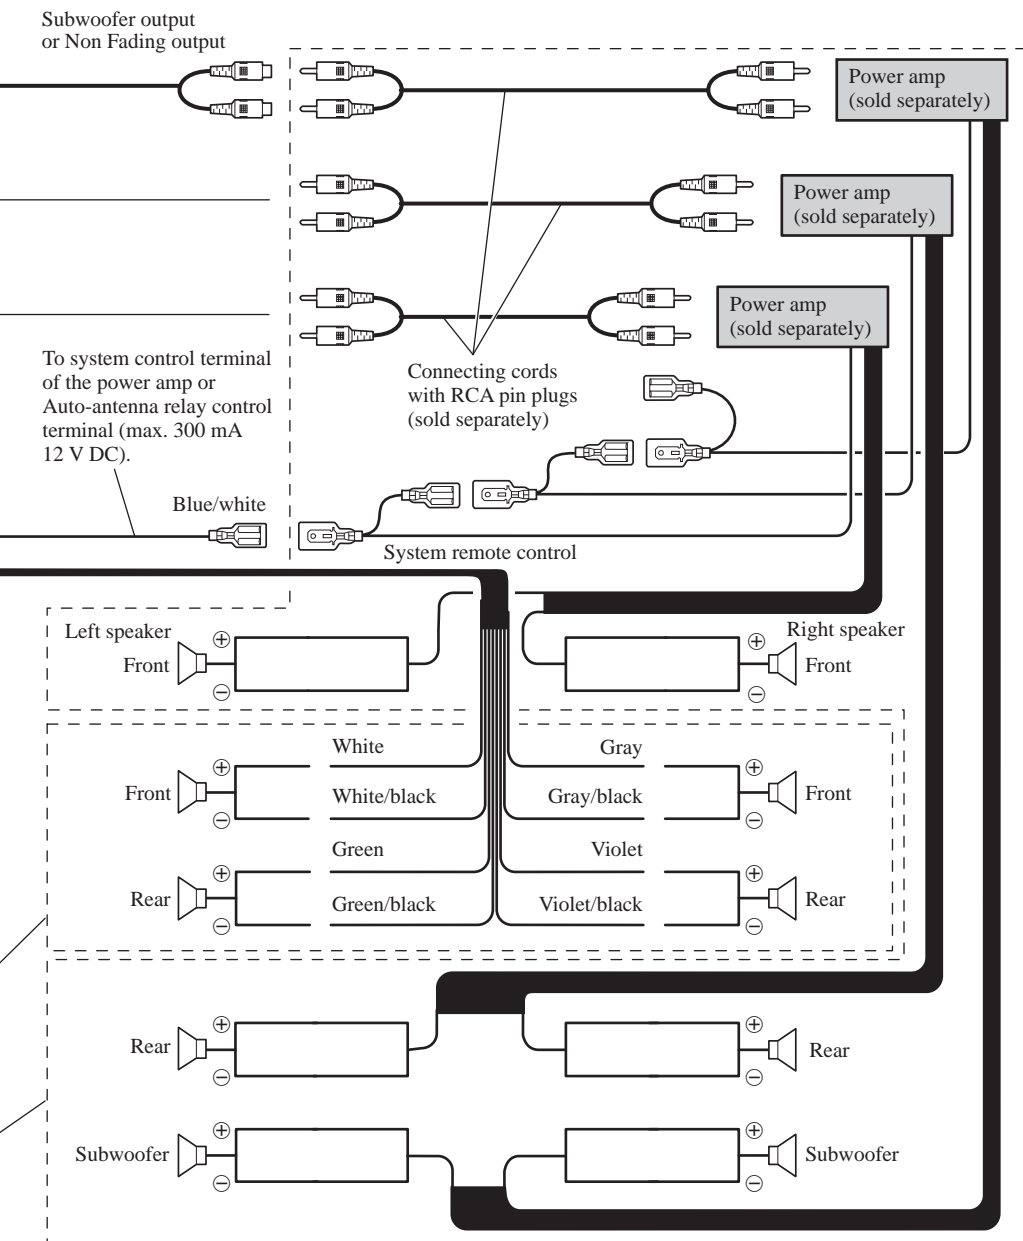 Subwoofer output
or Non Fading output
Power amp
(sold separately)
Power amp
(sold separately)
Power amp
(sold separately)
To system control terminal
of the power amp or
Auto-antenna relay control
terminal (max. 300 mA
12 V DC).
Connecting cords
with RCA pin plugs
(sold separately)
Blue/white
System remote control
Left speaker
Front
+
-
Right speaker
Front
+
-
White
Gray
Front
+
-
White/black
Gray/black
+
-
Front
Green
Violet
Rear
+
-
Green/black
Violet/black
+
-
Rear
Rear
+
-
+
-
Rear
Subwoofer
+
-
+
-
Subwoofer